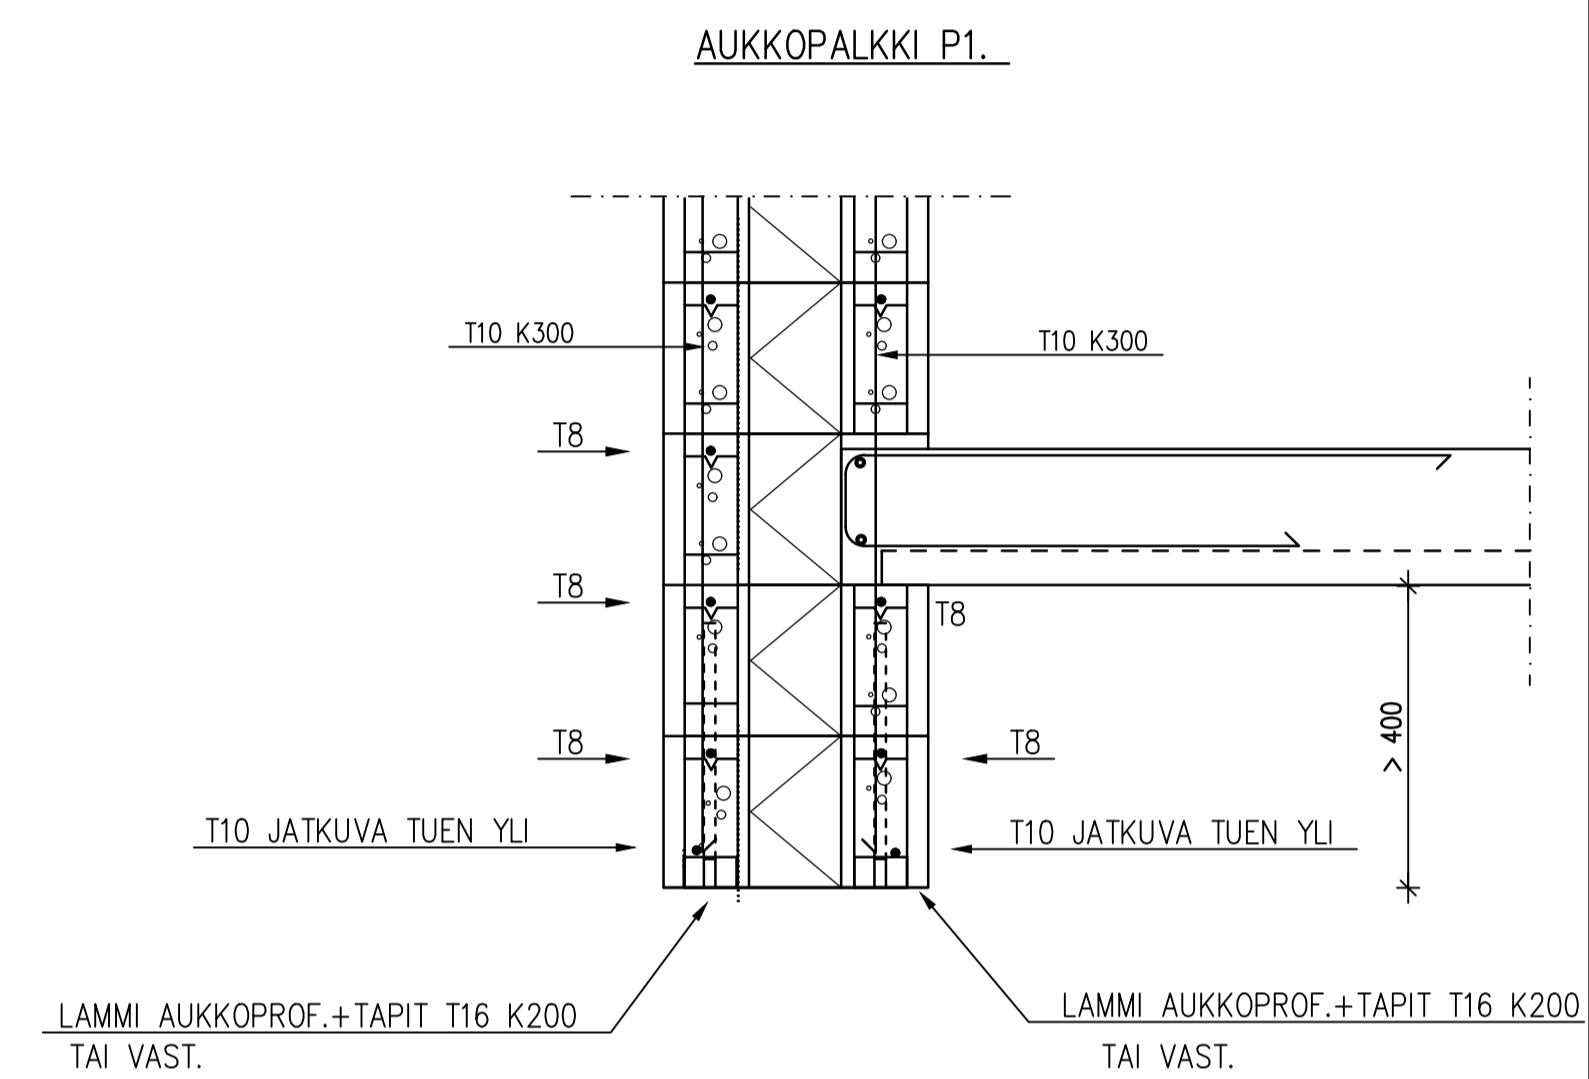 AUKKOPALKKI P1.
T10 K300
T10 K300
T8
T8
T8
T8
T8
> 400
T10 JATKUVA TUEN YLI
T10 JATKUVA TUEN YLI
LAMMI AUKKOPROF.+TAPIT T16 K200
TAI VAST.
LAMMI AUKKOPROF.+TAPIT T16 K200
TAI VAST.